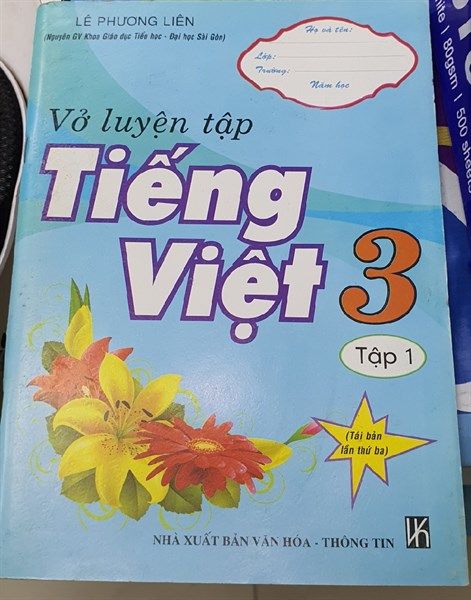 LÊ PHƯƠNG LIÊN
(Nguyên GV Khoa Giáo dục Tiểu học - Đại học Sài Gòn)
Họ và tên:
Lớp:
Trường:
Năm học
Vở luyện tập
Tiếng
Việt 3
Tập 1
(Tái bản
lần thứ ba)
NHÀ XUẤT BẢN VĂN HÓA - THÔNG TIN
| 80gsm | 500 sheets